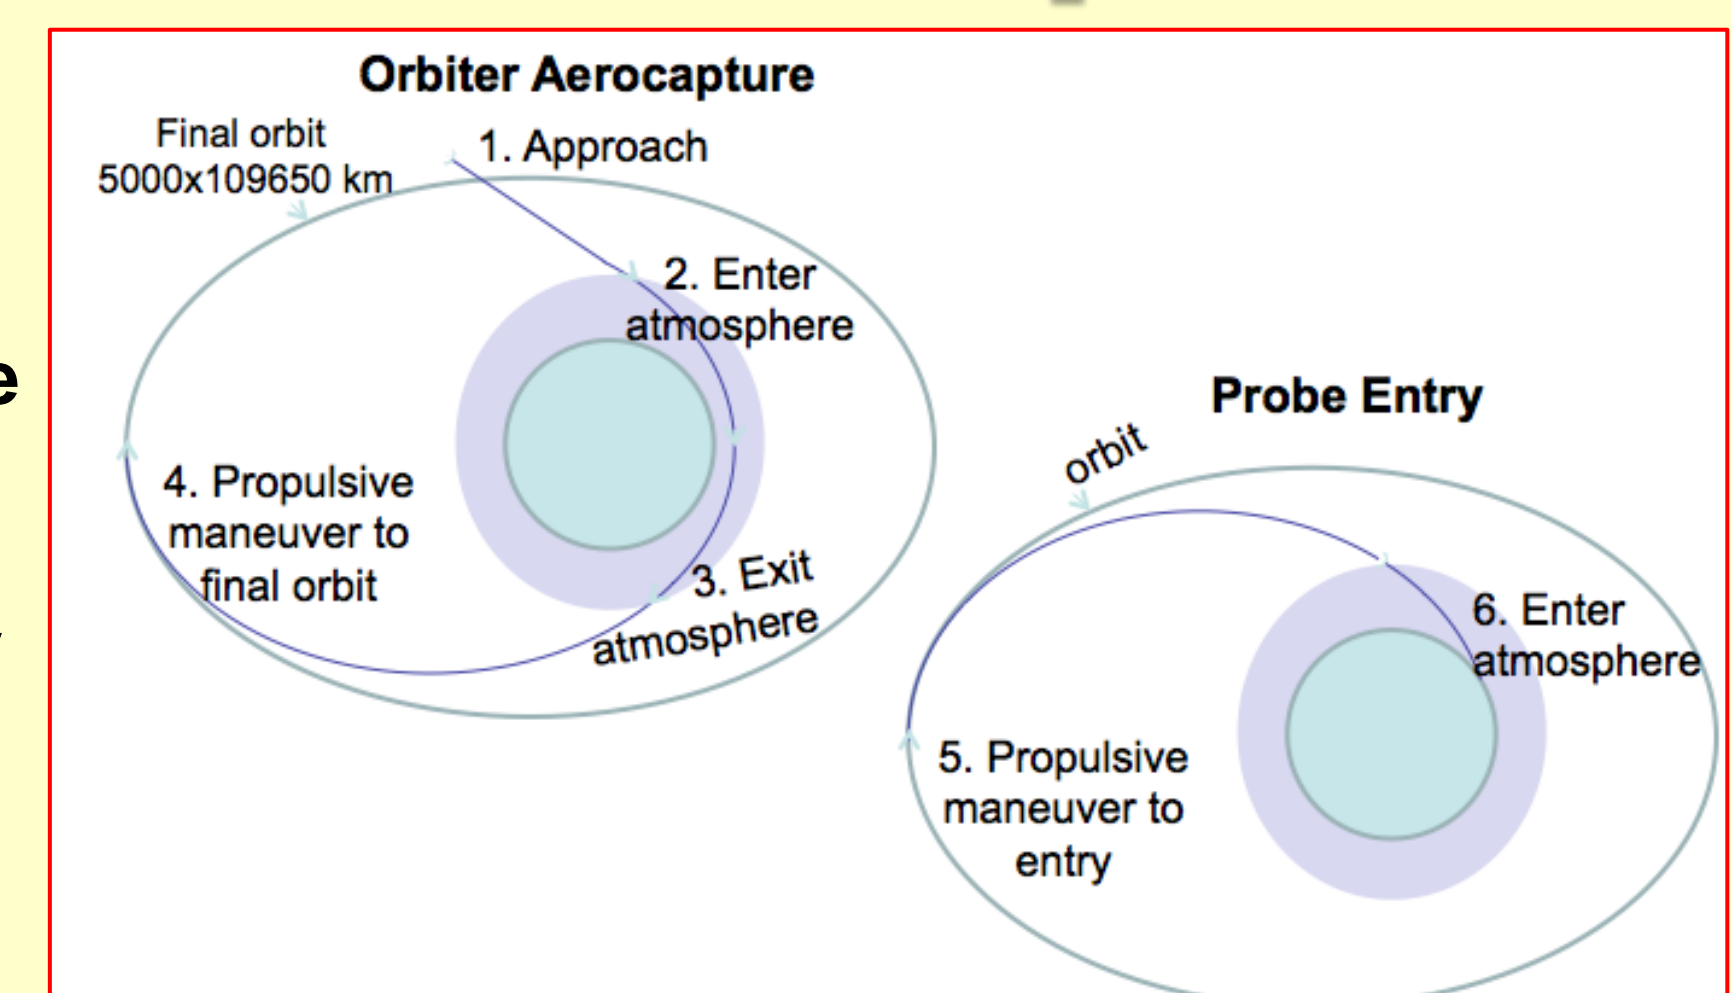 Orbiter Aerocapture
Final orbit
5000x109650 km
1. Approach
2. Enter
atmosphere
3. Exit
atmosphere
4. Propulsive
maneuver to
final orbit
Probe Entry
orbit
5. Propulsive
maneuver to
entry
6. Enter
atmosphere